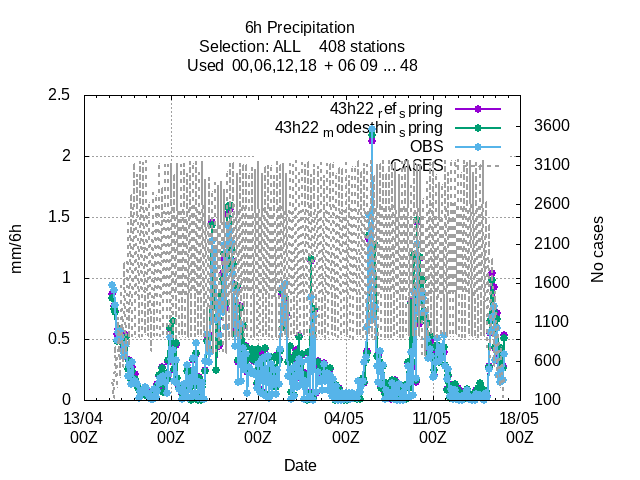 6h Precipitation
Selection: ALL 408 stations
Used 00,06,12,18 + 06 09 ... 48
mm/6h
No cases
2.5
2
1.5
1
0.5
0
3600
3100
2600
2100
1600
1100
600
100
43h22 ref spring
43h22 modesthin spring
OBS
CASES
13/04 20/04 27/04 04/05 11/05 18/05
00Z 00Z 00Z 00Z 00Z 00Z
Date